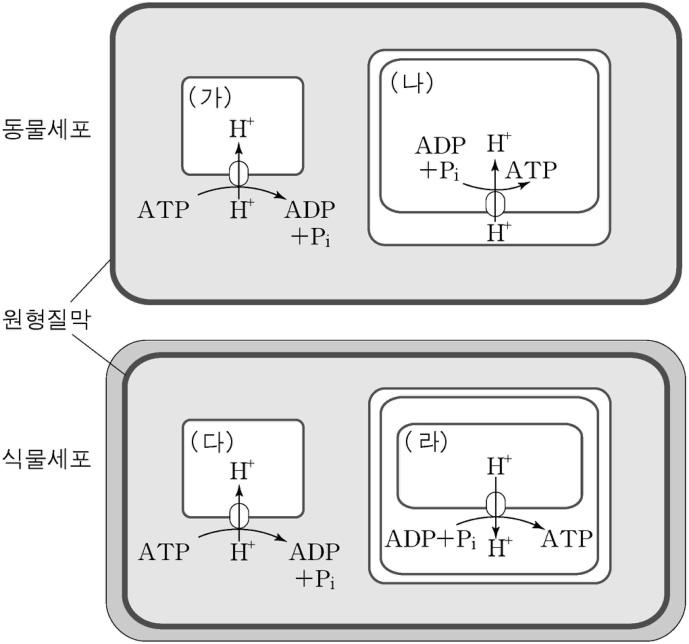 동물세포
(가)
H⁺
ATP
H⁺
ADP
+Pᵢ
(나)
ADP
+Pᵢ
H⁺
ATP
H⁺
원형질막
식물세포
(다)
H⁺
ATP
H⁺
ADP
+Pᵢ
(라)
H⁺
ADP+Pᵢ
H⁺
ATP